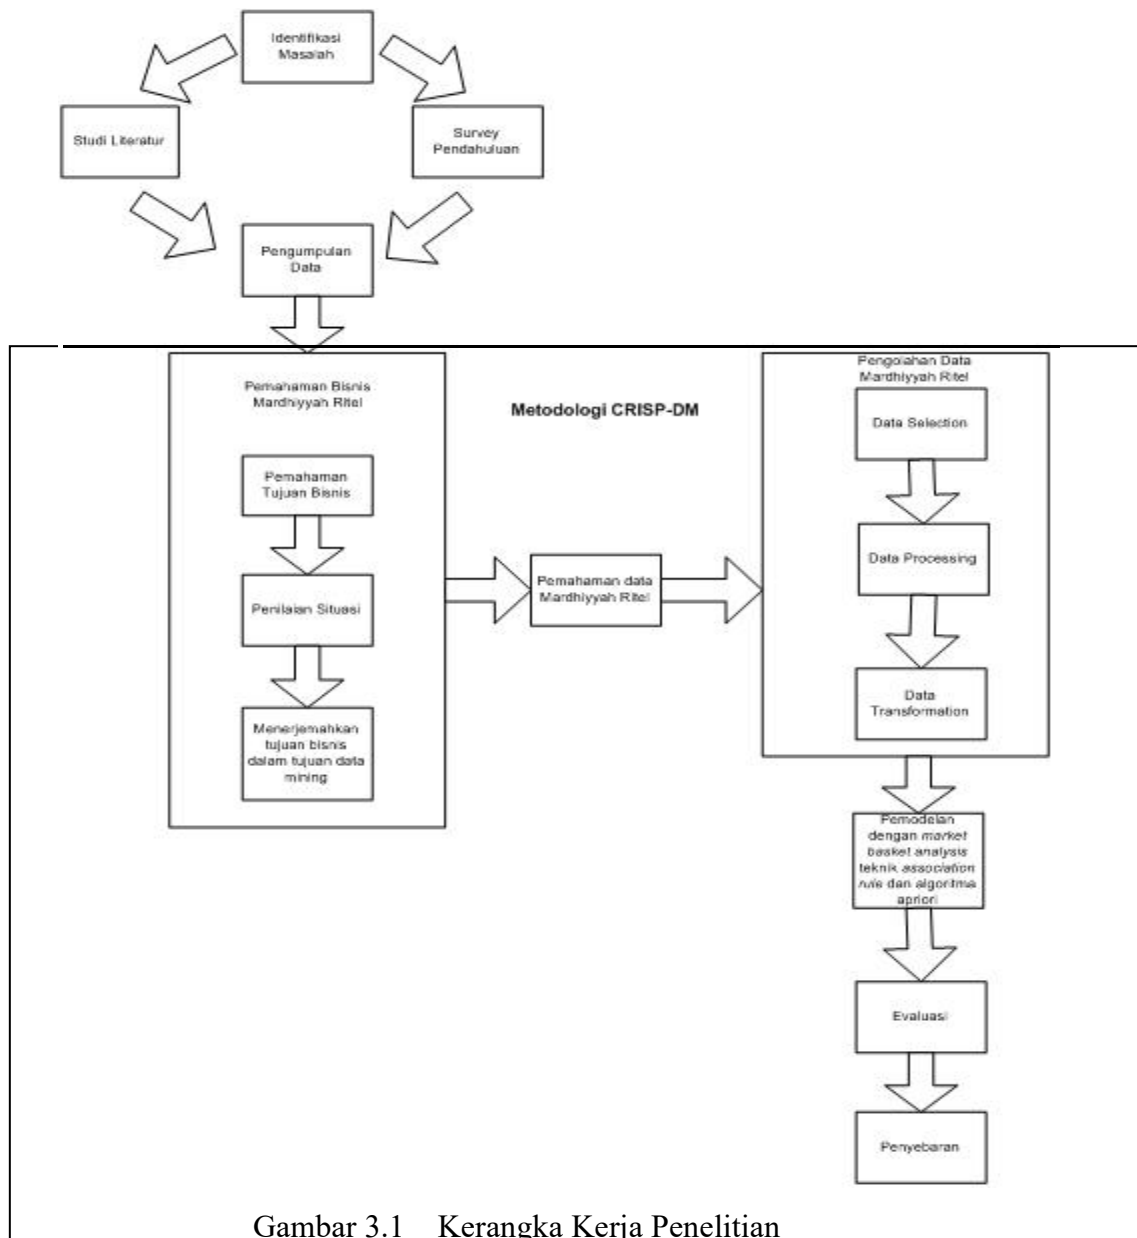 Identifikasi
Masalah
Studi Literatur
Survey
Pendahuluan
Pengumpulan
Data
Pemahaman Bisnis
Mardhiyyah Ritel
Metodologi CRISP-DM
Pemahaman
Tujuan Bisnis
Penilaian Situasi
Menerjemahkan
tujuan bisnis
dalam tujuan data
mining
Pemahaman data
Mardhiyyah Ritel
Pengolahan Data
Mardhiyyah Ritel
Data Selection
Data Processing
Data
Transformation
Pemodelan
dengan market
basket analysis
teknik association
rule dan algoritma
apriori
Evaluasi
Penyebaran
Gambar 3.1 Kerangka Kerja Penelitian